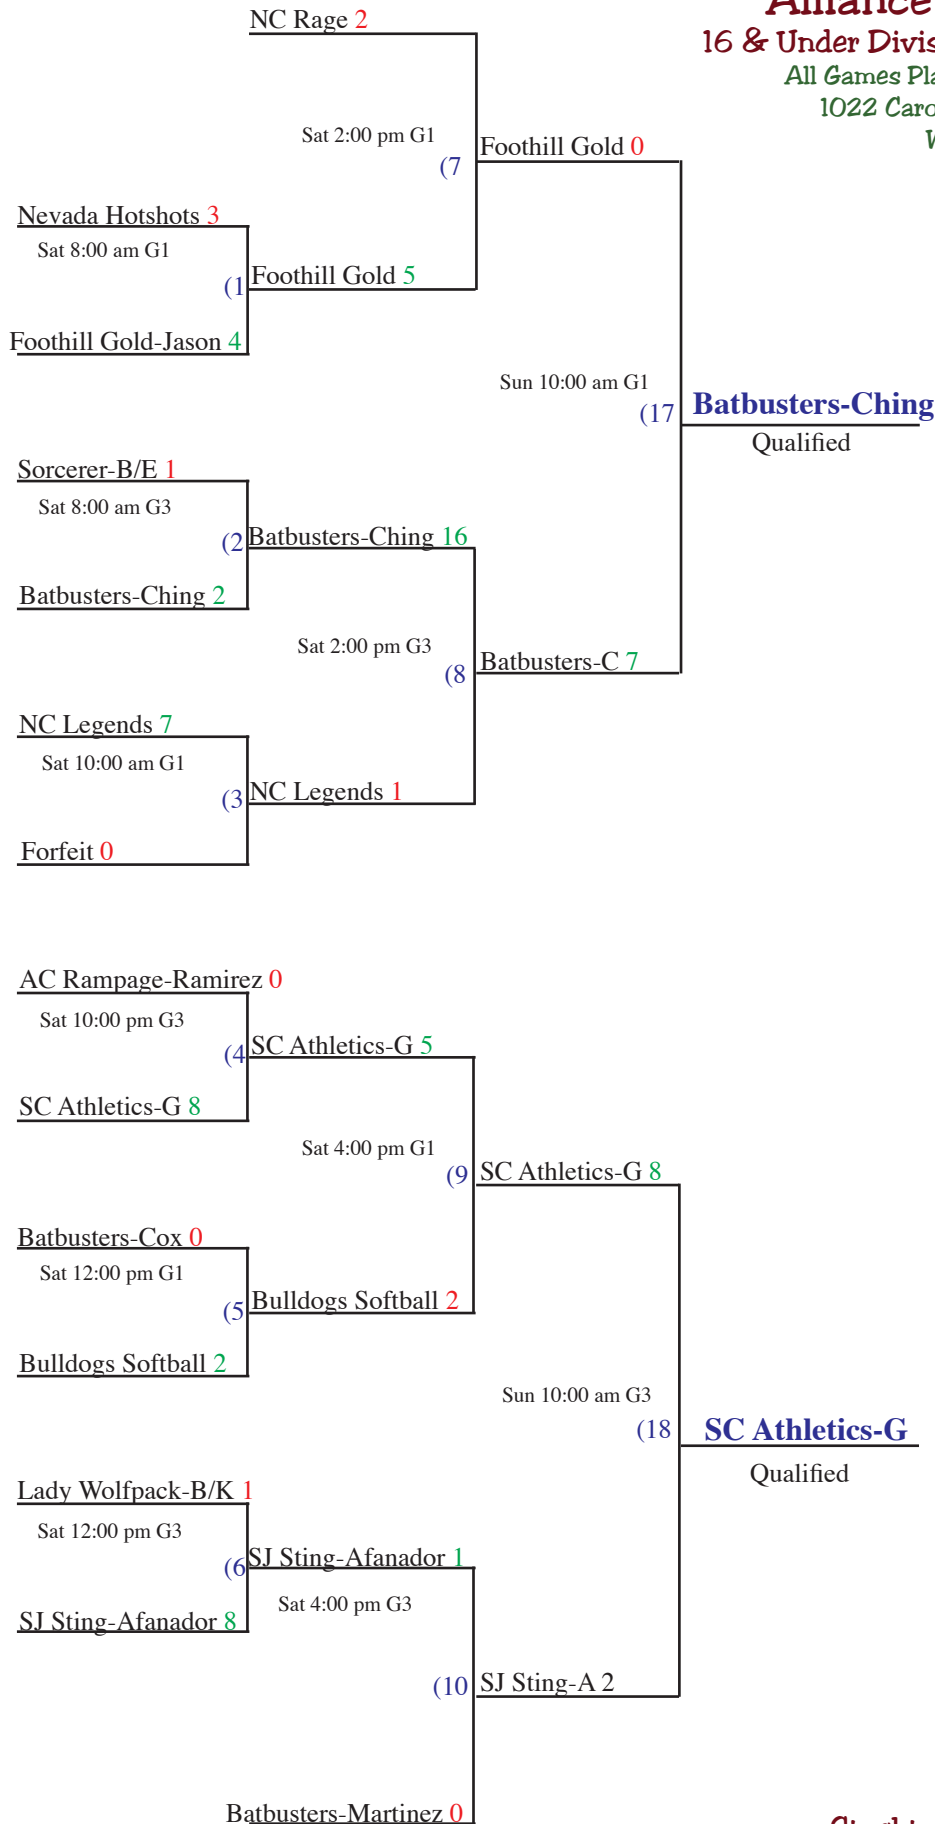 NC Rage 2
Alliance
16 & Under
All Games
1022
Sat 2:00 pm G1
Foothill Gold 0
(7
Nevada Hotshots 3
Sat 8:00 am G1
Foothill Gold 5
(1
Foothill Gold-Jason 4
Sun 10:00 am G1
(17
Batbusters-Ching
Qualified
Sorcerer-B/E 1
Sat 8:00 am G3
(2
Batbusters-Ching 16
Batbusters-Ching 2
Sat 2:00 pm G3
Batbusters-C 7
(8
NC Legends 7
Sat 10:00 am G1
(3
NC Legends 1
Forfeit 0
AC Rampage-Ramirez 0
Sat 10:00 pm G3
(4
SC Athletics-G 5
SC Athletics-G 8
Sat 4:00 pm G1
(9
SC Athletics-G 8
Batbusters-Cox 0
Sat 12:00 pm G1
(5
Bulldogs Softball 2
Bulldogs Softball 2
Sun 10:00 am G3
(18
SC Athletics-G
Qualified
Lady Wolfpack-B/K 1
Sat 12:00 pm G3
(6
SJ Sting-Afanador 1
Sat 4:00 pm G3
SJ Sting-Afanador 8
(10
SJ Sting-A 2
Batbusters-Martinez 0